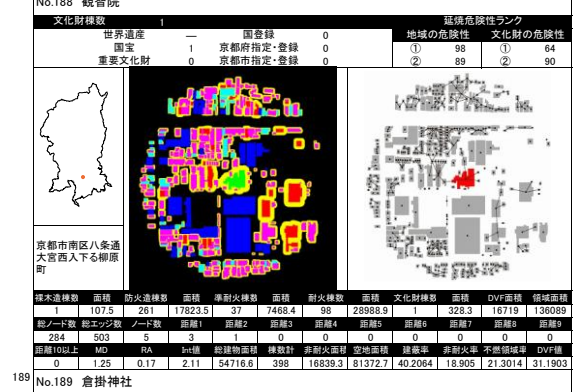 No.188 観智院
文化財棟数 1 延焼危険性ランク
世界遺産 — 国登録 0 地域の危険性 文化財の危険性
国宝 1 京都府指定・登録 0 ① 98 ① 64
重要文化財 0 京都市指定・登録 0 ② 89 ② 90
京都市南区八条通
大宮西入下る柳原
町
裸木造棟数 面積 防火造棟数 面積 準耐火棟数 面積 耐火棟数 面積 文化財棟数 面積 DVF面積 領域面積
1 107.5 261 17823.5 37 7468.4 98 28988.9 1 328.3 16719 136089
総ノード数 総エッジ数 ノード数 距離1 距離2 距離3 距離4 距離5 距離6 距離7 距離8 距離9
284 503 5 3 1 0 0 0 0 0 0 0
距離10以上 MD RA Int値 総建物面積 棟数計 非耐火面積 空地面積 建蔽率 非耐火率 不燃領域率 DVF値
0 1.25 0.17 2.11 54716.6 398 16839.3 81372.7 40.2064 18.905 21.3014 31.1903
189 No.189 倉掛神社